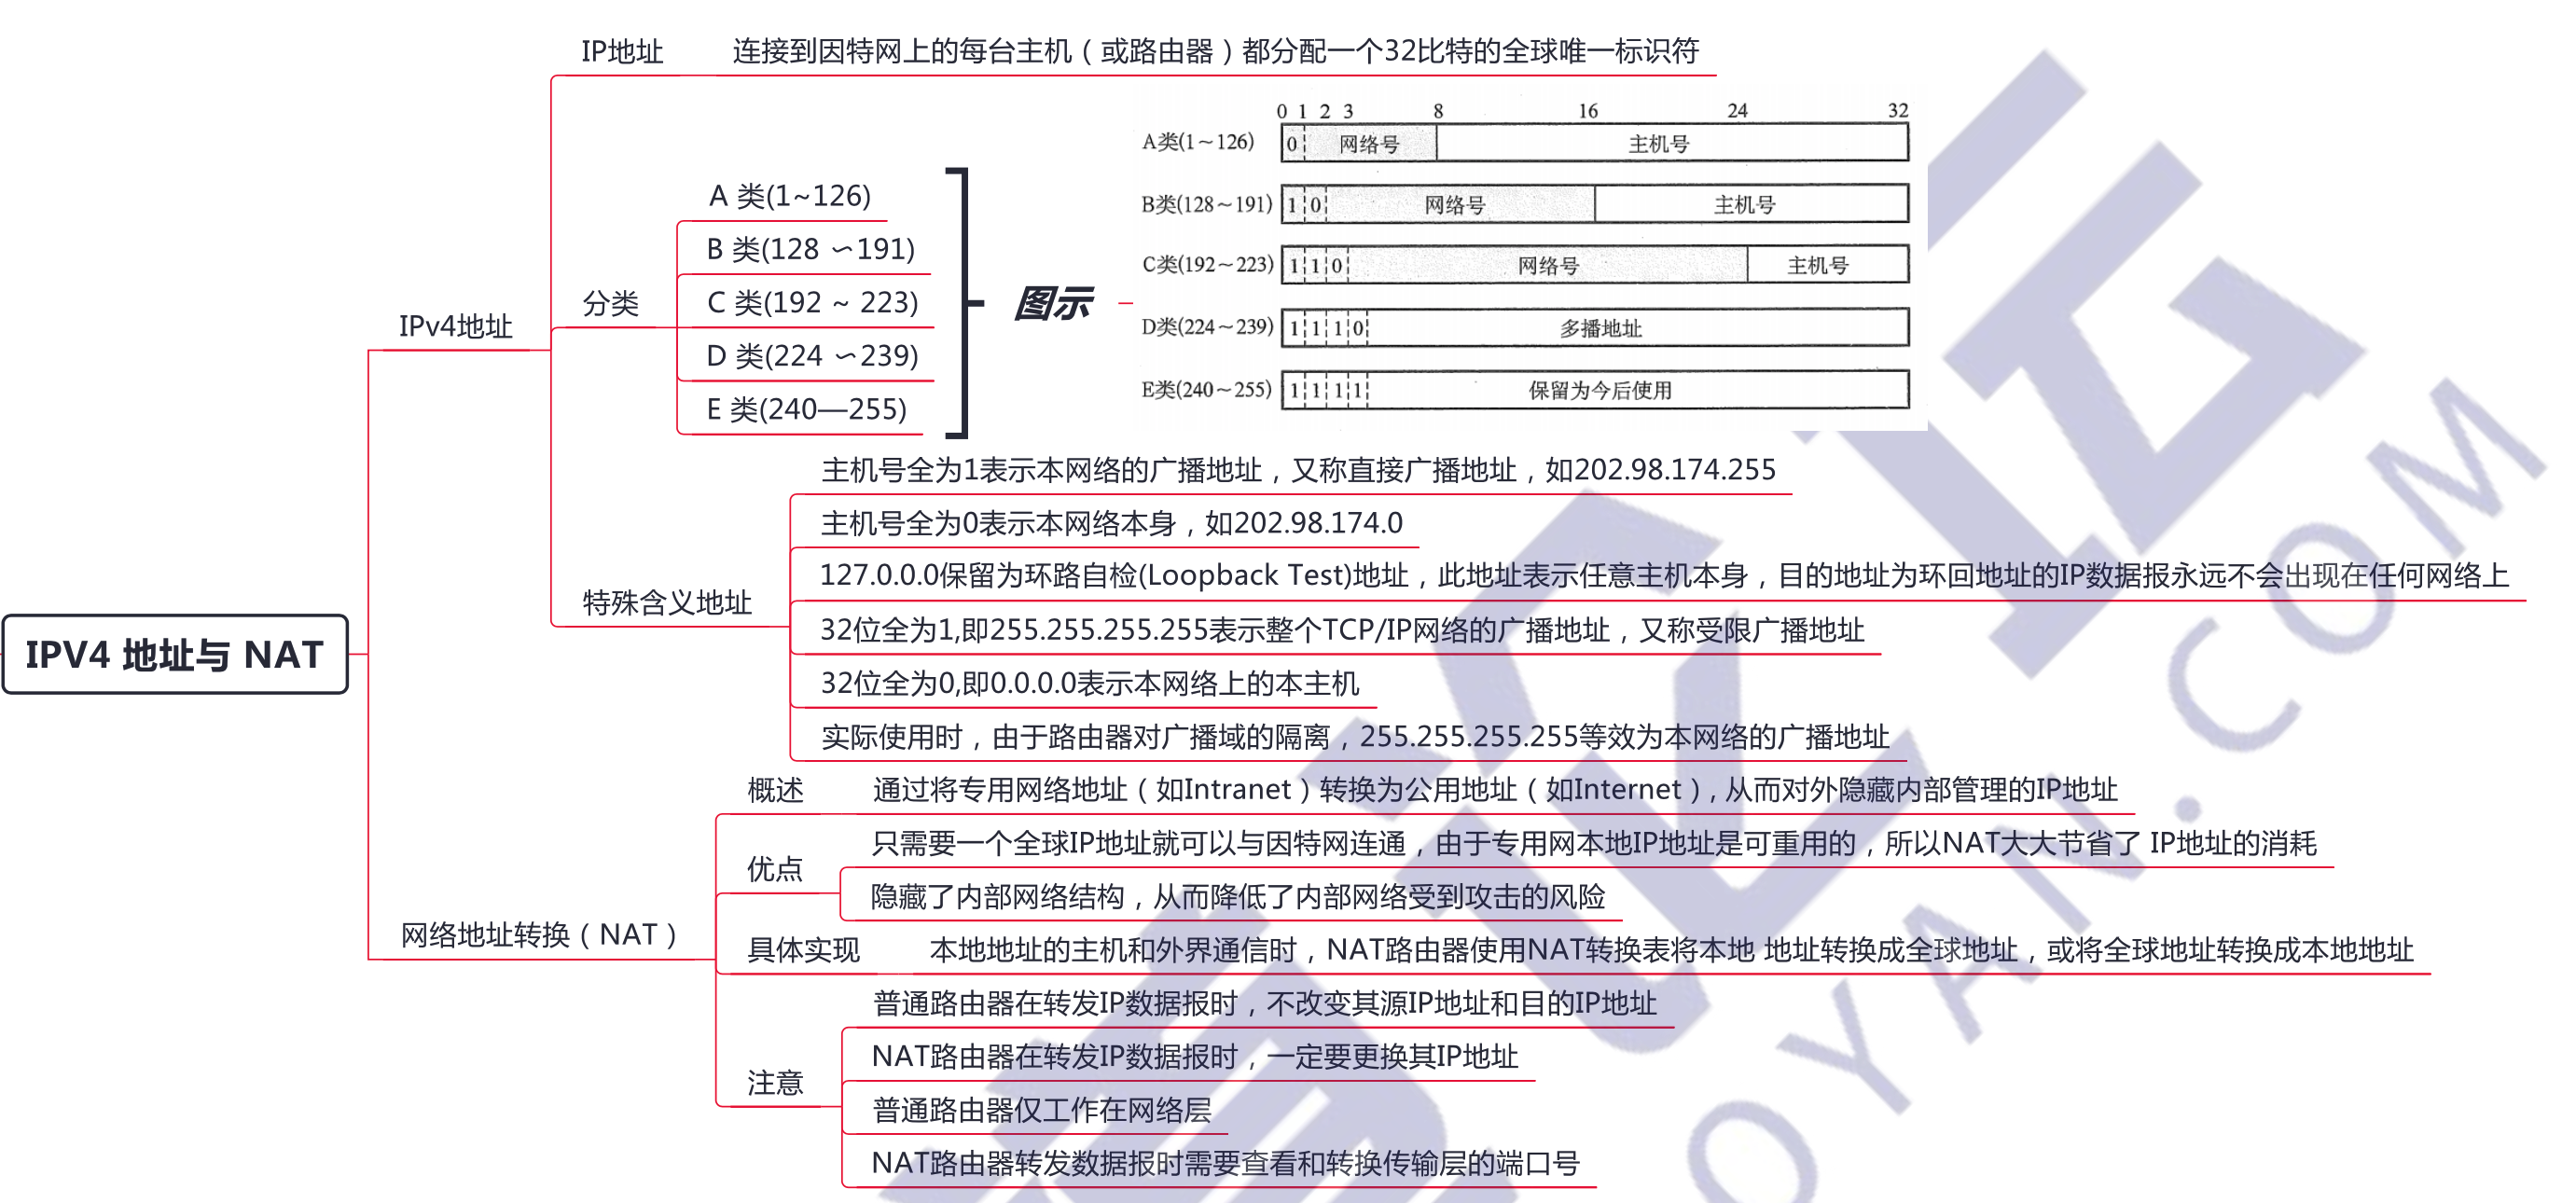 IP地址 连接到因特网上的每台主机（或路由器）都分配一个32比特的全球唯一标识符
0 1 2 3 8 16 24 32
A类(1～126) 0 网络号 主机号
B类(128～191) 1 0 网络号 主机号
C类(192～223) 1 1 0 网络号 主机号
D类(224～239) 1 1 1 0 多播地址
E类(240～255) 1 1 1 1 保留为今后使用
A 类(1~126)
B 类(128 ∽191)
C 类(192 ~ 223)
D 类(224 ∽239)
E 类(240—255)
分类
图示
IPv4地址
主机号全为1表示本网络的广播地址，又称直接广播地址，如202.98.174.255
主机号全为0表示本网络本身，如202.98.174.0
127.0.0.0保留为环路自检(Loopback Test)地址，此地址表示任意主机本身，目的地址为环回地址的IP数据报永远不会出现在任何网络上
特殊含义地址
32位全为1,即255.255.255.255表示整个TCP/IP网络的广播地址，又称受限广播地址
32位全为0,即0.0.0.0表示本网络上的本主机
实际使用时，由于路由器对广播域的隔离，255.255.255.255等效为本网络的广播地址
IPV4 地址与 NAT
概述 通过将专用网络地址（如Intranet）转换为公用地址（如Internet）,从而对外隐藏内部管理的IP地址
只需要一个全球IP地址就可以与因特网连通，由于专用网本地IP地址是可重用的，所以NAT大大节省了 IP地址的消耗
优点
隐藏了内部网络结构，从而降低了内部网络受到攻击的风险
网络地址转换（NAT）
具体实现 本地地址的主机和外界通信时，NAT路由器使用NAT转换表将本地 地址转换成全球地址，或将全球地址转换成本地地址
普通路由器在转发IP数据报时，不改变其源IP地址和目的IP地址
NAT路由器在转发IP数据报时，一定要更换其IP地址
注意
普通路由器仅工作在网络层
NAT路由器转发数据报时需要查看和转换传输层的端口号
OYAN.COM